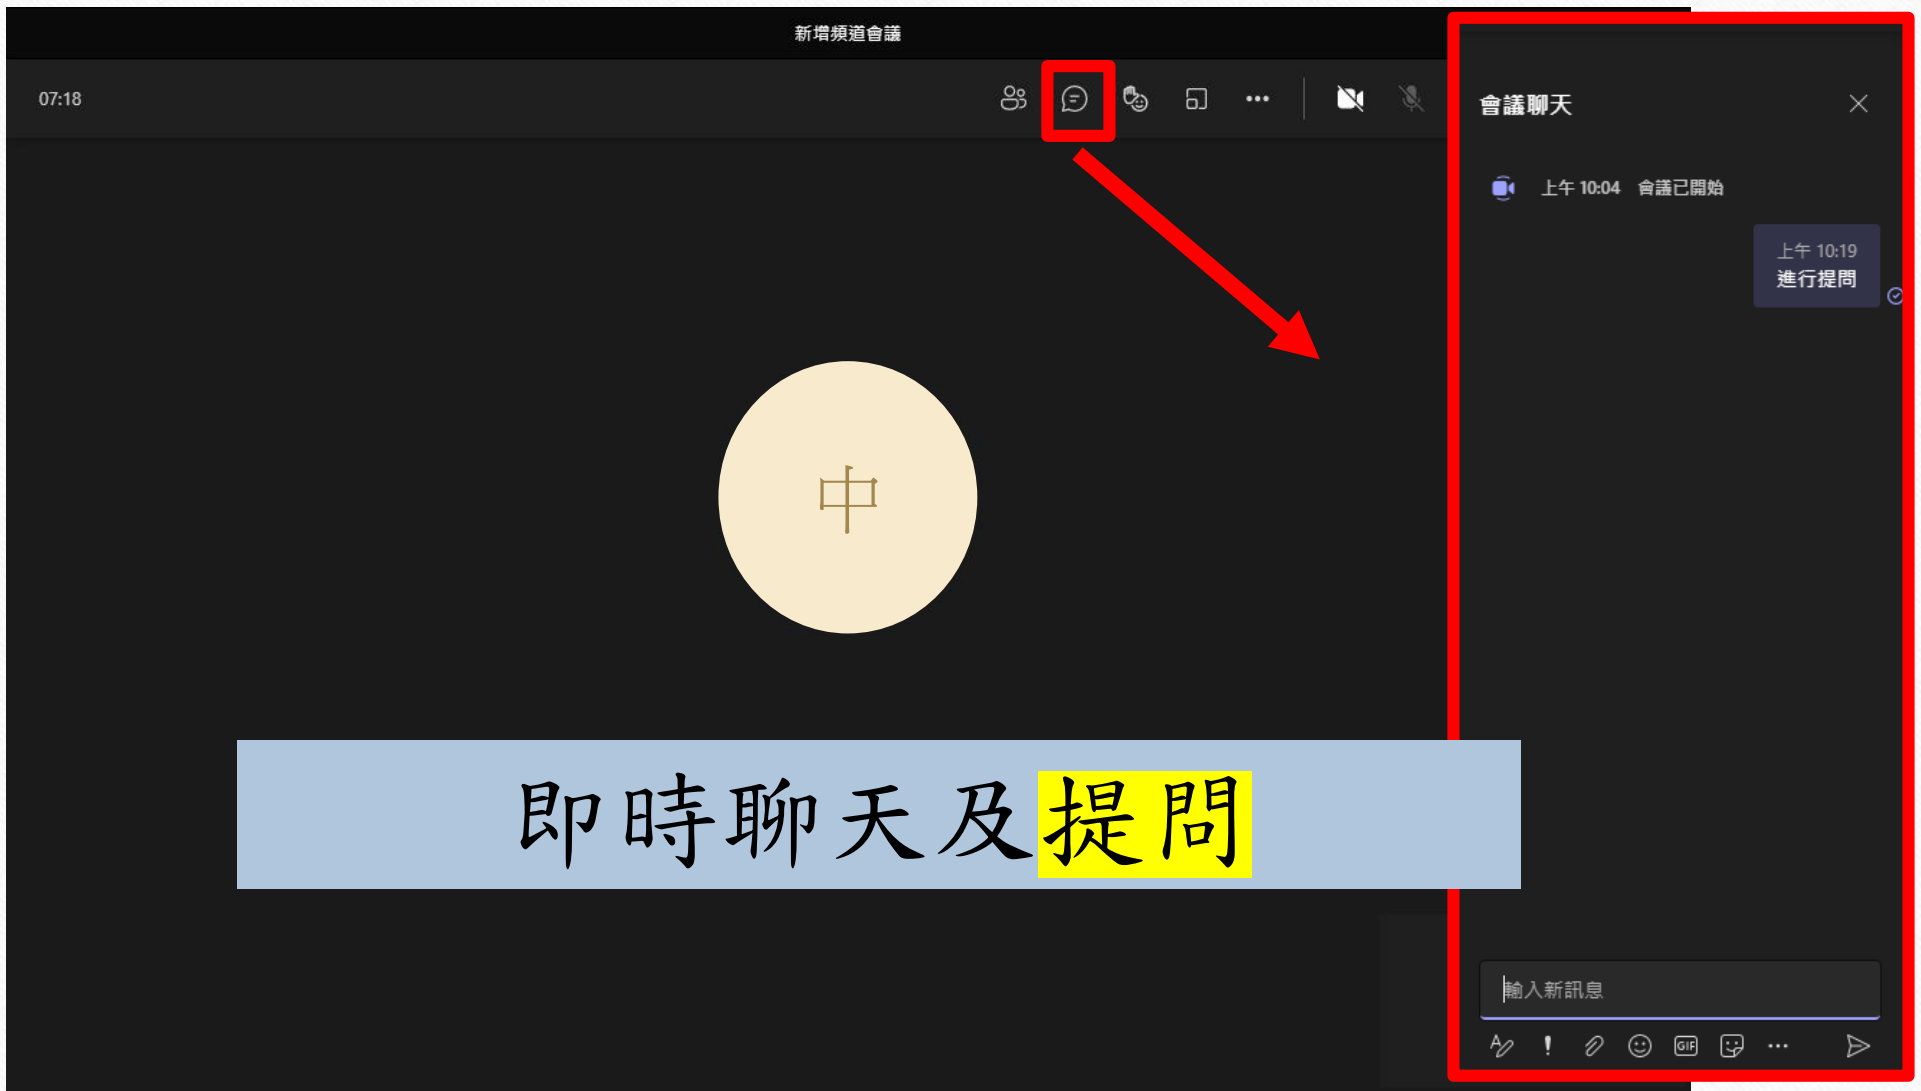 新增頻道會議
07:18
會議聊天
上午 10:04 會議已開始
上午 10:19
進行提問
中
即時聊天及提問
輸入新訊息
GIF